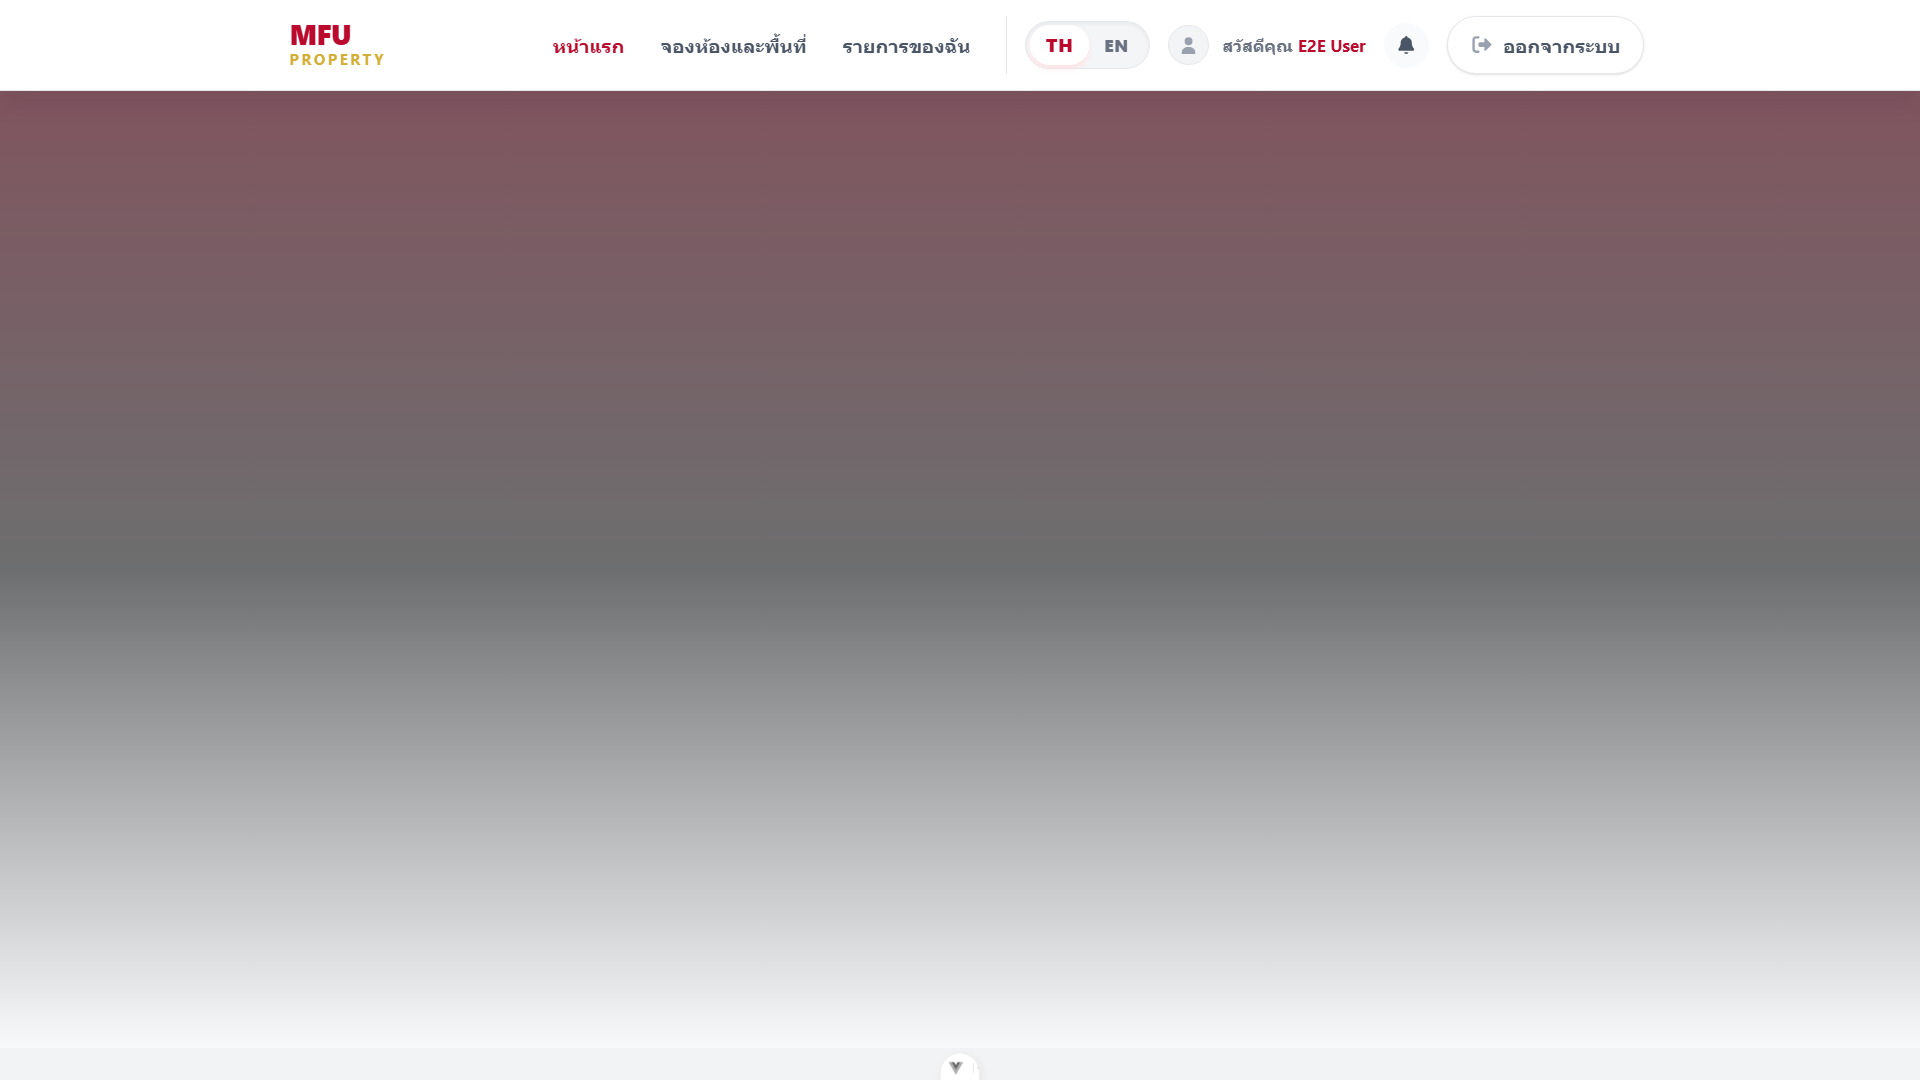 MFU
PROPERTY
หน้าแรก
จองห้องและพื้นที่
รายการของฉัน
TH
EN
สวัสดีคุณ E2E User
ออกจากระบบ